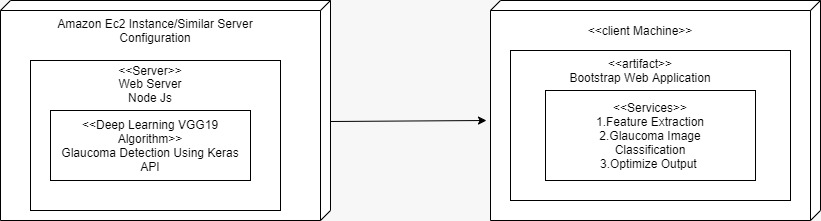 Amazon Ec2 Instance/Similar Server
Configuration
<<Server>>
Web Server
Node Js
<<Deep Learning VGG19
Algorithm>>
Glaucoma Detection Using Keras
API
<<client Machine>>
<<artifact>>
Bootstrap Web Application
<<Services>>
1.Feature Extraction
2.Glaucoma Image
Classification
3.Optimize Output